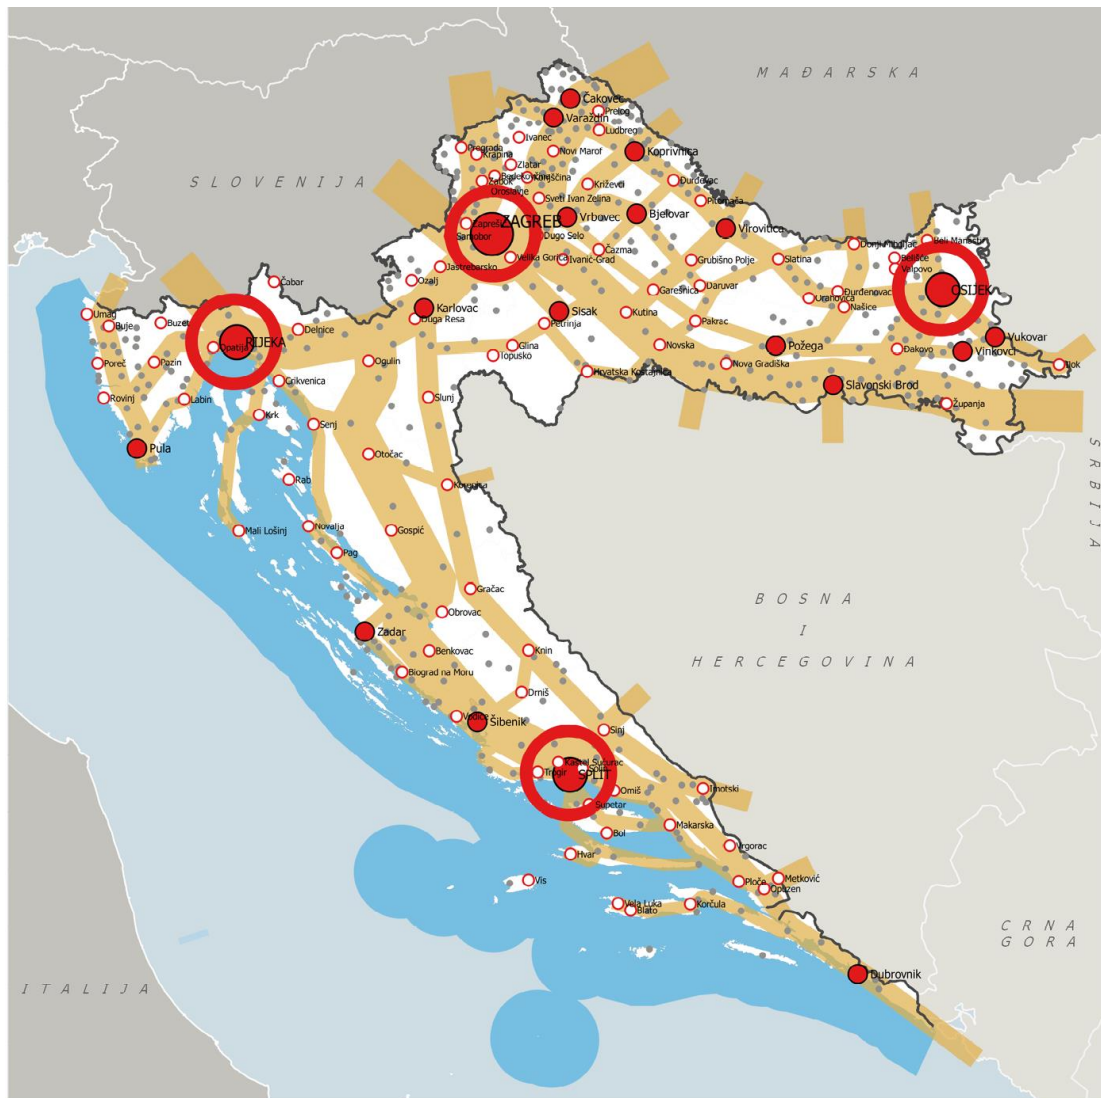 MAĐARSKA
SLOVENIJA
Čakovec
Prelog
Varaždin
Ludbreg
Ivanec
Pregrada
Krapina
Novi Marof
Koprivnica
Zlatar
Zabok
Oroslavje
Križevci
Đurđevac
Sveti Ivan Zelina
Pitomača
ZAGREB
Vrbovec
Bjelovar
Zaprešić
Samobor
Dugo Selo
Virovitica
Donji Miholjac
Beli Manastir
Čazma
Velika Gorica
Ivanić-Grad
Grubišno Polje
Slatina
Belišće
Valpovo
Jastrebarsko
Čabar
Ozalj
Garešnica
Daruvar
OSIJEK
Đurđenovac
Orahovica
Našice
Karlovac
Duga Resa
Sisak
Kutina
Petrinja
Pakrac
Umag
Buje
Buzet
Delnice
RIJEKA
Opatija
Vukovar
Glina
Topusko
Novska
Požega
Đakovo
Vinkovci
Poreč
Pazin
Ogulin
Nova Gradiška
Ilok
Hrvatska Kostajnica
Crikvenica
Slavonski Brod
Rovinj
Labin
Slunj
Županja
Krk
Senj
Pula
Otočac
SRBIJA
Rab
Korenica
Mali Lošinj
Novalja
Gospić
Pag
Gračac
BOSNA
I
HERCEGOVINA
Obrovac
Zadar
Benkovac
Knin
Biograd na Moru
Drniš
Vodice
Šibenik
Sinj
Kaštel Sućurac
Solin
Trogir
SPLIT
Omiš
Imotski
Supetar
Makarska
Bol
Vrgorac
Hvar
Vis
Ploče
Metković
Opuzen
Vela Luka
Blato
Korčula
CRNA
GORA
Dubrovnik
ITALIJA